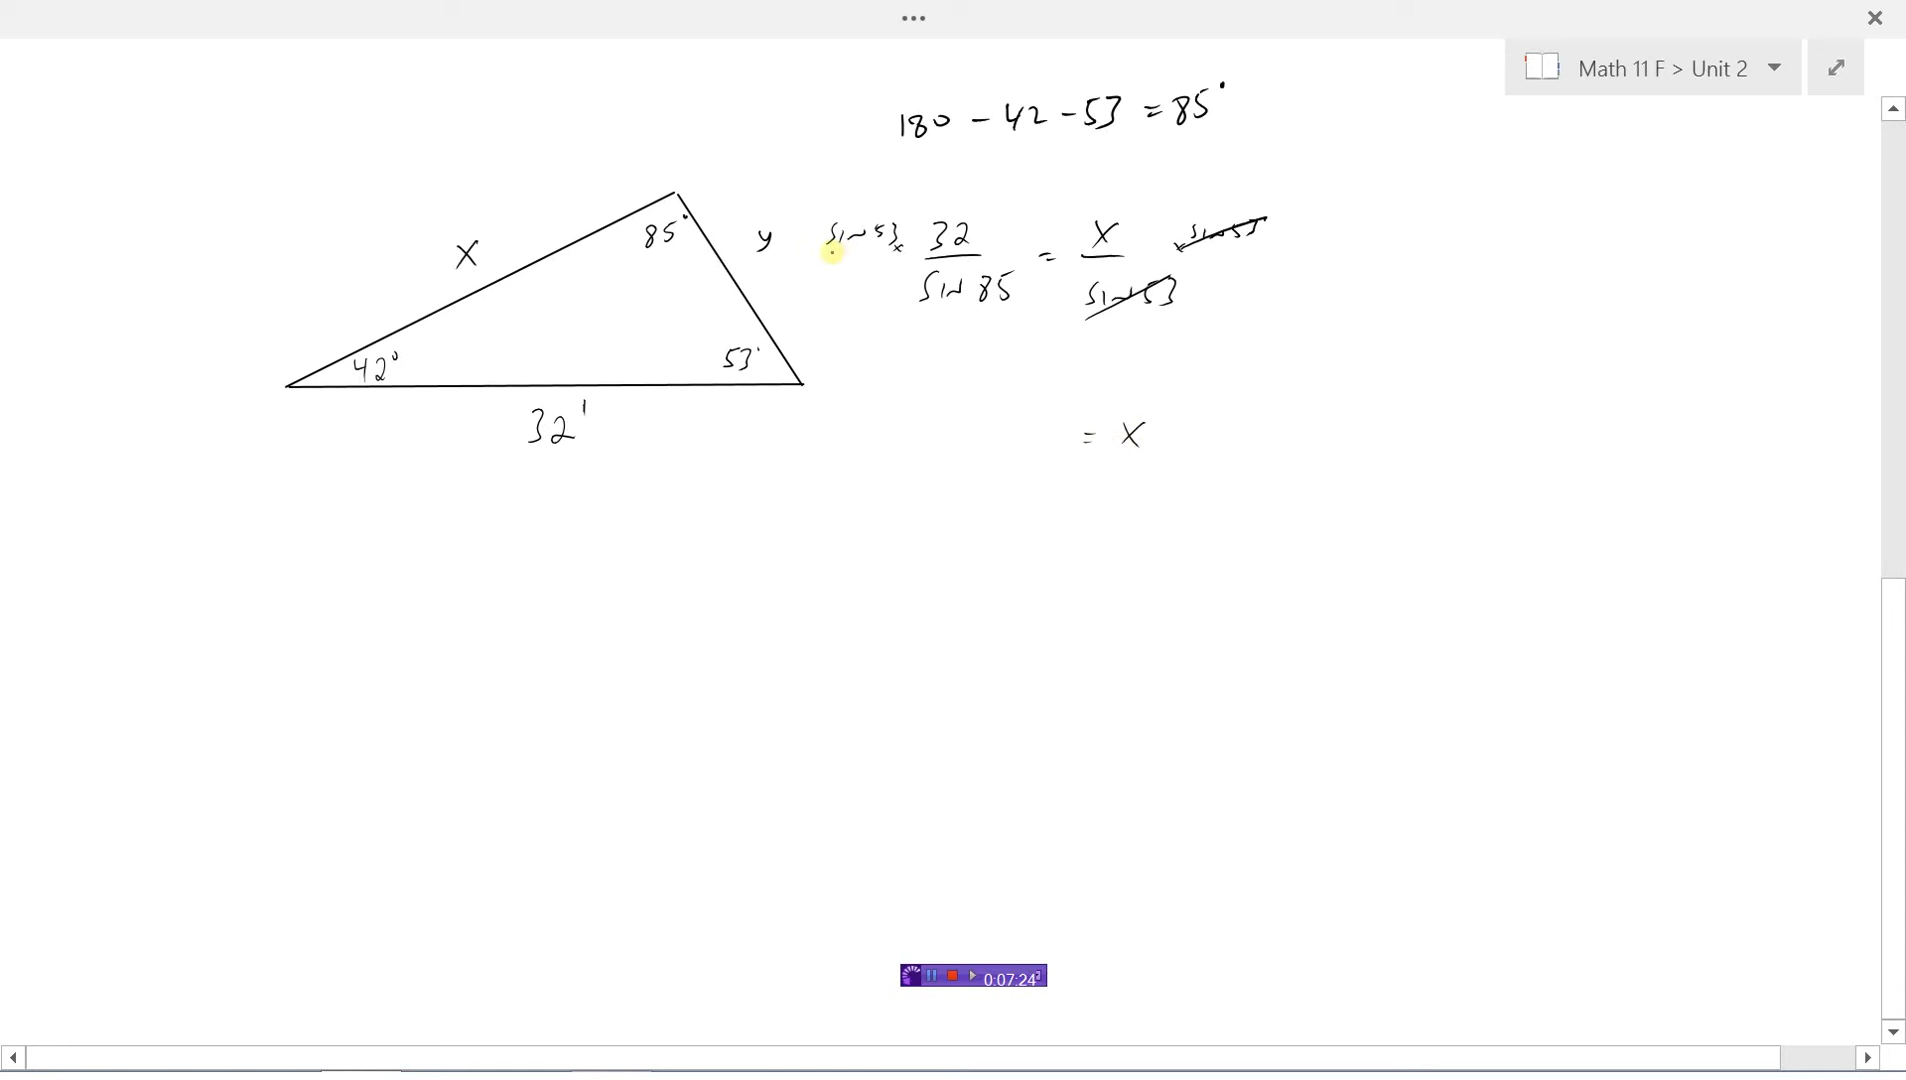 Math 11 F > Unit 2
180 - 42 - 53 = 85°
x
85°
y
42°
53°
32'
sin 53 × 32 / sin 85 = x / sin 53 × sin 53
= x
0:07:24